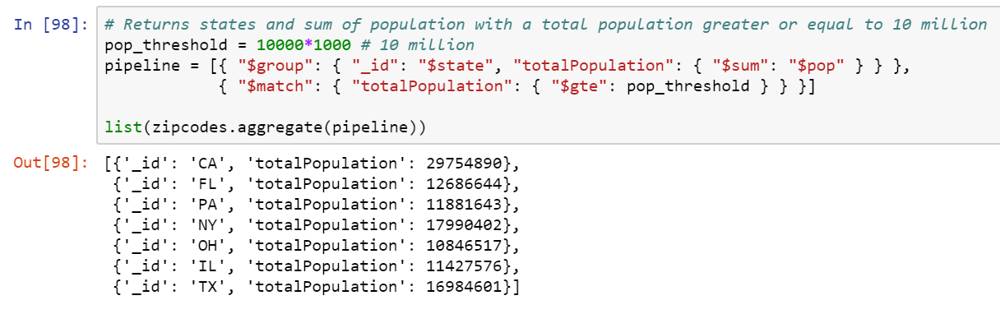 In [98]: # Returns states and sum of population with a total population greater or equal to 10 million
pop_threshold = 10000*1000 # 10 million
pipeline = [{ "$group": { "_id": "$state", "totalPopulation": { "$sum": "$pop" } } },
{ "$match": { "totalPopulation": { "$gte": pop_threshold } } }]
list(zipcodes.aggregate(pipeline))
Out[98]: [{'_id': 'CA', 'totalPopulation': 29754890},
{'_id': 'FL', 'totalPopulation': 12686644},
{'_id': 'PA', 'totalPopulation': 11881643},
{'_id': 'NY', 'totalPopulation': 17990402},
{'_id': 'OH', 'totalPopulation': 10846517},
{'_id': 'IL', 'totalPopulation': 11427576},
{'_id': 'TX', 'totalPopulation': 16984601}]